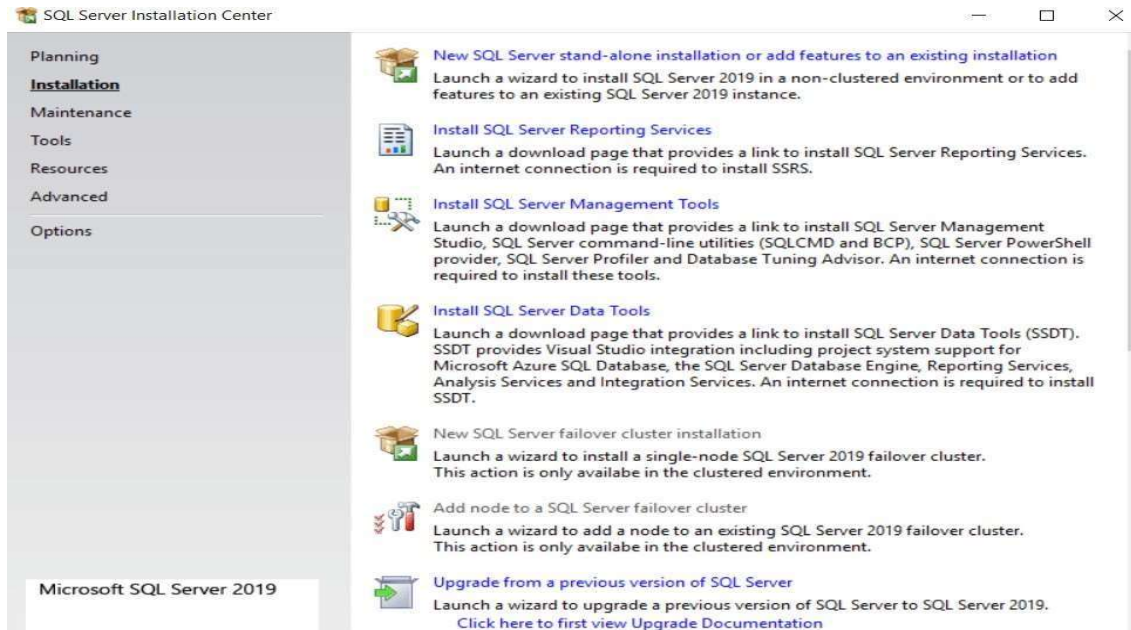 SQL Server Installation Center
Planning
Installation
Maintenance
Tools
Resources
Advanced
Options
Microsoft SQL Server 2019
New SQL Server stand-alone installation or add features to an existing installation
Launch a wizard to install SQL Server 2019 in a non-clustered environment or to add
features to an existing SQL Server 2019 instance.
Install SQL Server Reporting Services
Launch a download page that provides a link to install SQL Server Reporting Services.
An internet connection is required to install SSRS.
Install SQL Server Management Tools
Launch a download page that provides a link to install SQL Server Management
Studio, SQL Server command-line utilities (SQLCMD and BCP), SQL Server PowerShell
provider, SQL Server Profiler and Database Tuning Advisor. An internet connection is
required to install these tools.
Install SQL Server Data Tools
Launch a download page that provides a link to install SQL Server Data Tools (SSDT).
SSDT provides Visual Studio integration including project system support for
Microsoft Azure SQL Database, the SQL Server Database Engine, Reporting Services,
Analysis Services and Integration Services. An internet connection is required to install
SSDT.
New SQL Server failover cluster installation
Launch a wizard to install a single-node SQL Server 2019 failover cluster.
This action is only availabe in the clustered environment.
Add node to a SQL Server failover cluster
Launch a wizard to add a node to an existing SQL Server 2019 failover cluster.
This action is only availabe in the clustered environment.
Upgrade from a previous version of SQL Server
Launch a wizard to upgrade a previous version of SQL Server to SQL Server 2019.
Click here to first view Upgrade Documentation